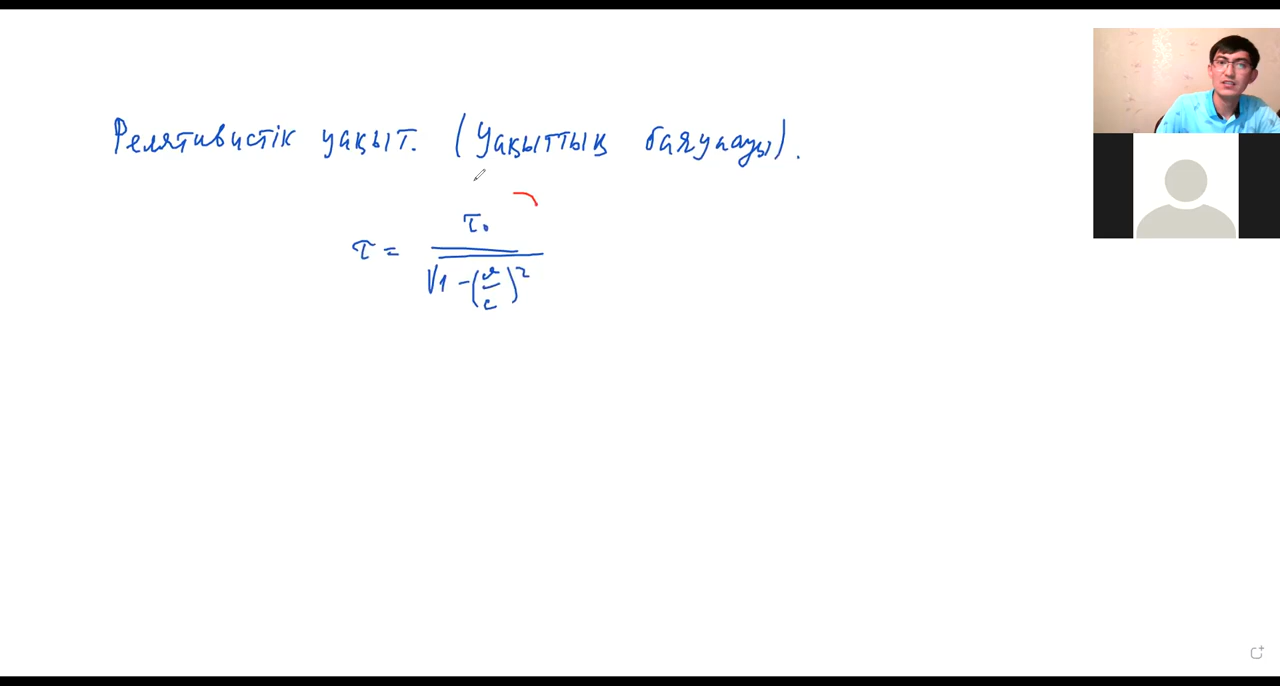 Релятивистік уақыт. (Уақыттың баяулауы).
τ = τ₀ / √1 − (v/c)²